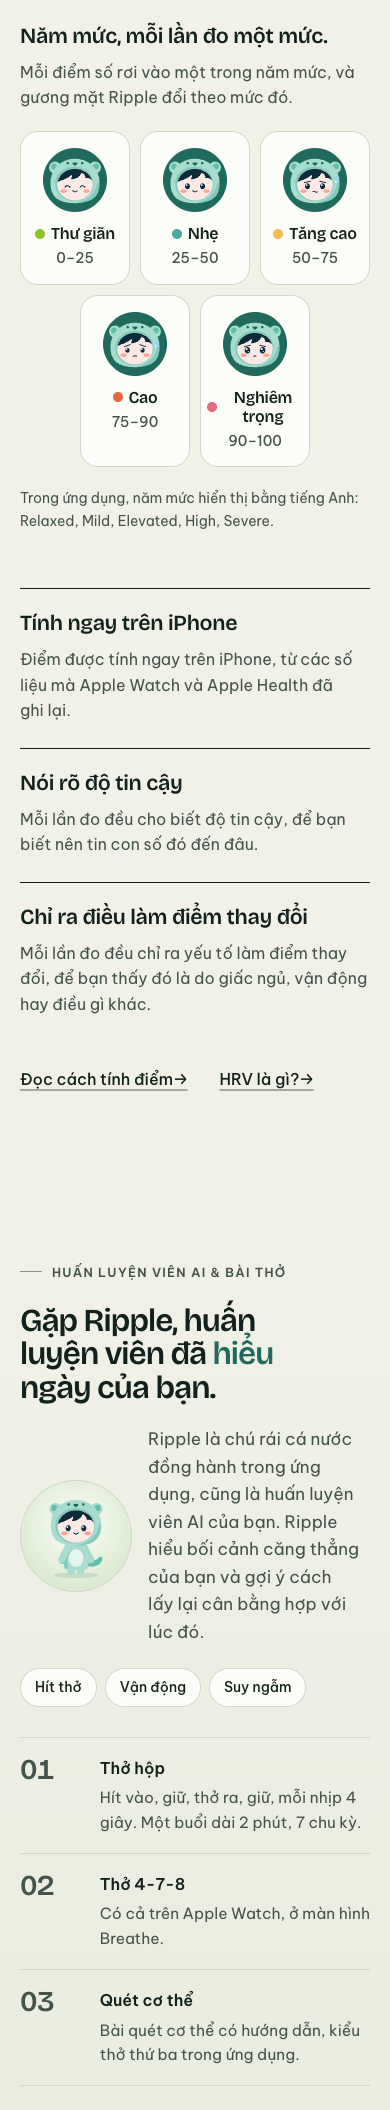 Năm mức, mỗi lần đo một mức.
Mỗi điểm số rơi vào một trong năm mức, và
gương mặt Ripple đổi theo mức đó.
Thư giãn
0–25
Nhẹ
25–50
Tăng cao
50–75
Cao
75–90
Nghiêm
trọng
90–100
Trong ứng dụng, năm mức hiển thị bằng tiếng Anh:
Relaxed, Mild, Elevated, High, Severe.
Tính ngay trên iPhone
Điểm được tính ngay trên iPhone, từ các số
liệu mà Apple Watch và Apple Health đã
ghi lại.
Nói rõ độ tin cậy
Mỗi lần đo đều cho biết độ tin cậy, để bạn
biết nên tin con số đó đến đâu.
Chỉ ra điều làm điểm thay đổi
Mỗi lần đo đều chỉ ra yếu tố làm điểm thay
đổi, để bạn thấy đó là do giấc ngủ, vận động
hay điều gì khác.
Đọc cách tính điểm→
HRV là gì?→
HUẤN LUYỆN VIÊN AI & BÀI THỞ
Gặp Ripple, huấn
luyện viên đã hiểu
ngày của bạn.
Ripple là chú rái cá nước
đồng hành trong ứng
dụng, cũng là huấn luyện
viên AI của bạn. Ripple
hiểu bối cảnh căng thẳng
của bạn và gợi ý cách
lấy lại cân bằng hợp với
lúc đó.
Hít thở
Vận động
Suy ngẫm
01
Thở hộp
Hít vào, giữ, thở ra, giữ, mỗi nhịp 4
giây. Một buổi dài 2 phút, 7 chu kỳ.
02
Thở 4-7-8
Có cả trên Apple Watch, ở màn hình
Breathe.
03
Quét cơ thể
Bài quét cơ thể có hướng dẫn, kiểu
thở thứ ba trong ứng dụng.